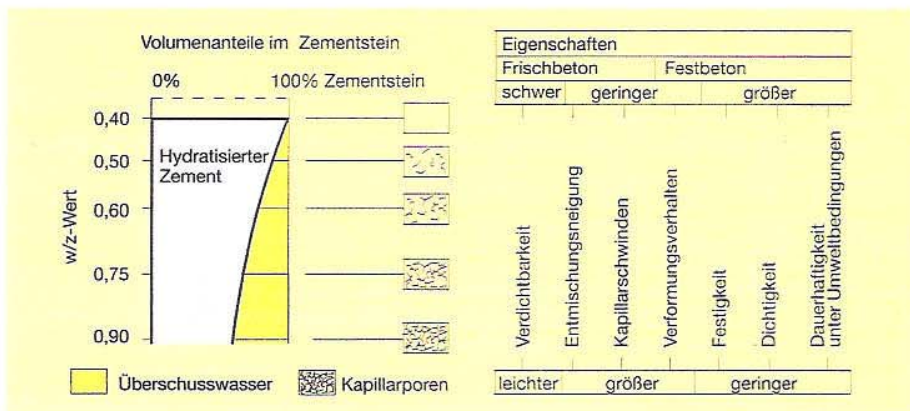 Volumenanteile im Zementstein
0% 100% Zementstein
w/z-Wert
0,40
0,50
0,60
0,75
0,90
Hydratisierter
Zement
Überschusswasser
Kapillarporen
Eigenschaften
Frischbeton Festbeton
schwer geringer größer
Verdichtbarkeit
Entmischungsneigung
Kapillarschwinden
Verformungsverhalten
Festigkeit
Dichtigkeit
Dauerhaftigkeit
unter Umweltbedingungen
leichter größer geringer